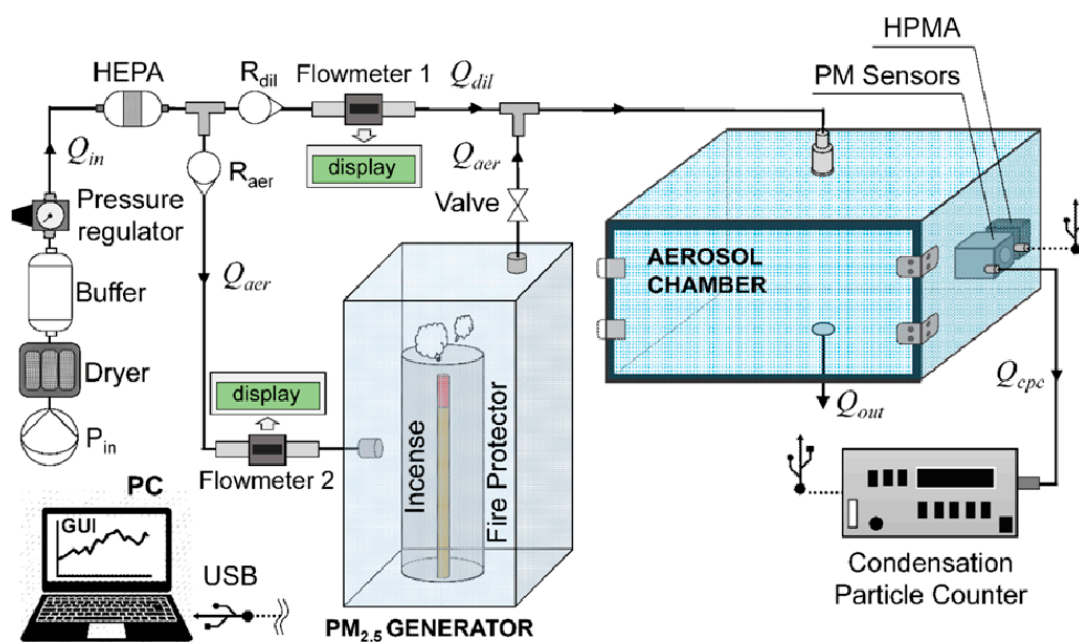 HPMA
PM Sensors
HEPA
R_dil
Flowmeter 1
Q_dil
Q_in
display
R_aer
Q_aer
Valve
Pressure
regulator
Q_aer
AEROSOL
CHAMBER
Buffer
Dryer
display
Q_cpc
Q_out
P_in
Flowmeter 2
Incense
Fire Protector
PC
GUI
USB
Condensation
Particle Counter
PM_2.5 GENERATOR